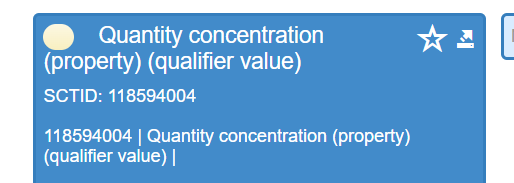 Quantity concentration
(property) (qualifier value)
SCTID: 118594004
118594004 | Quantity concentration (property)
(qualifier value) |